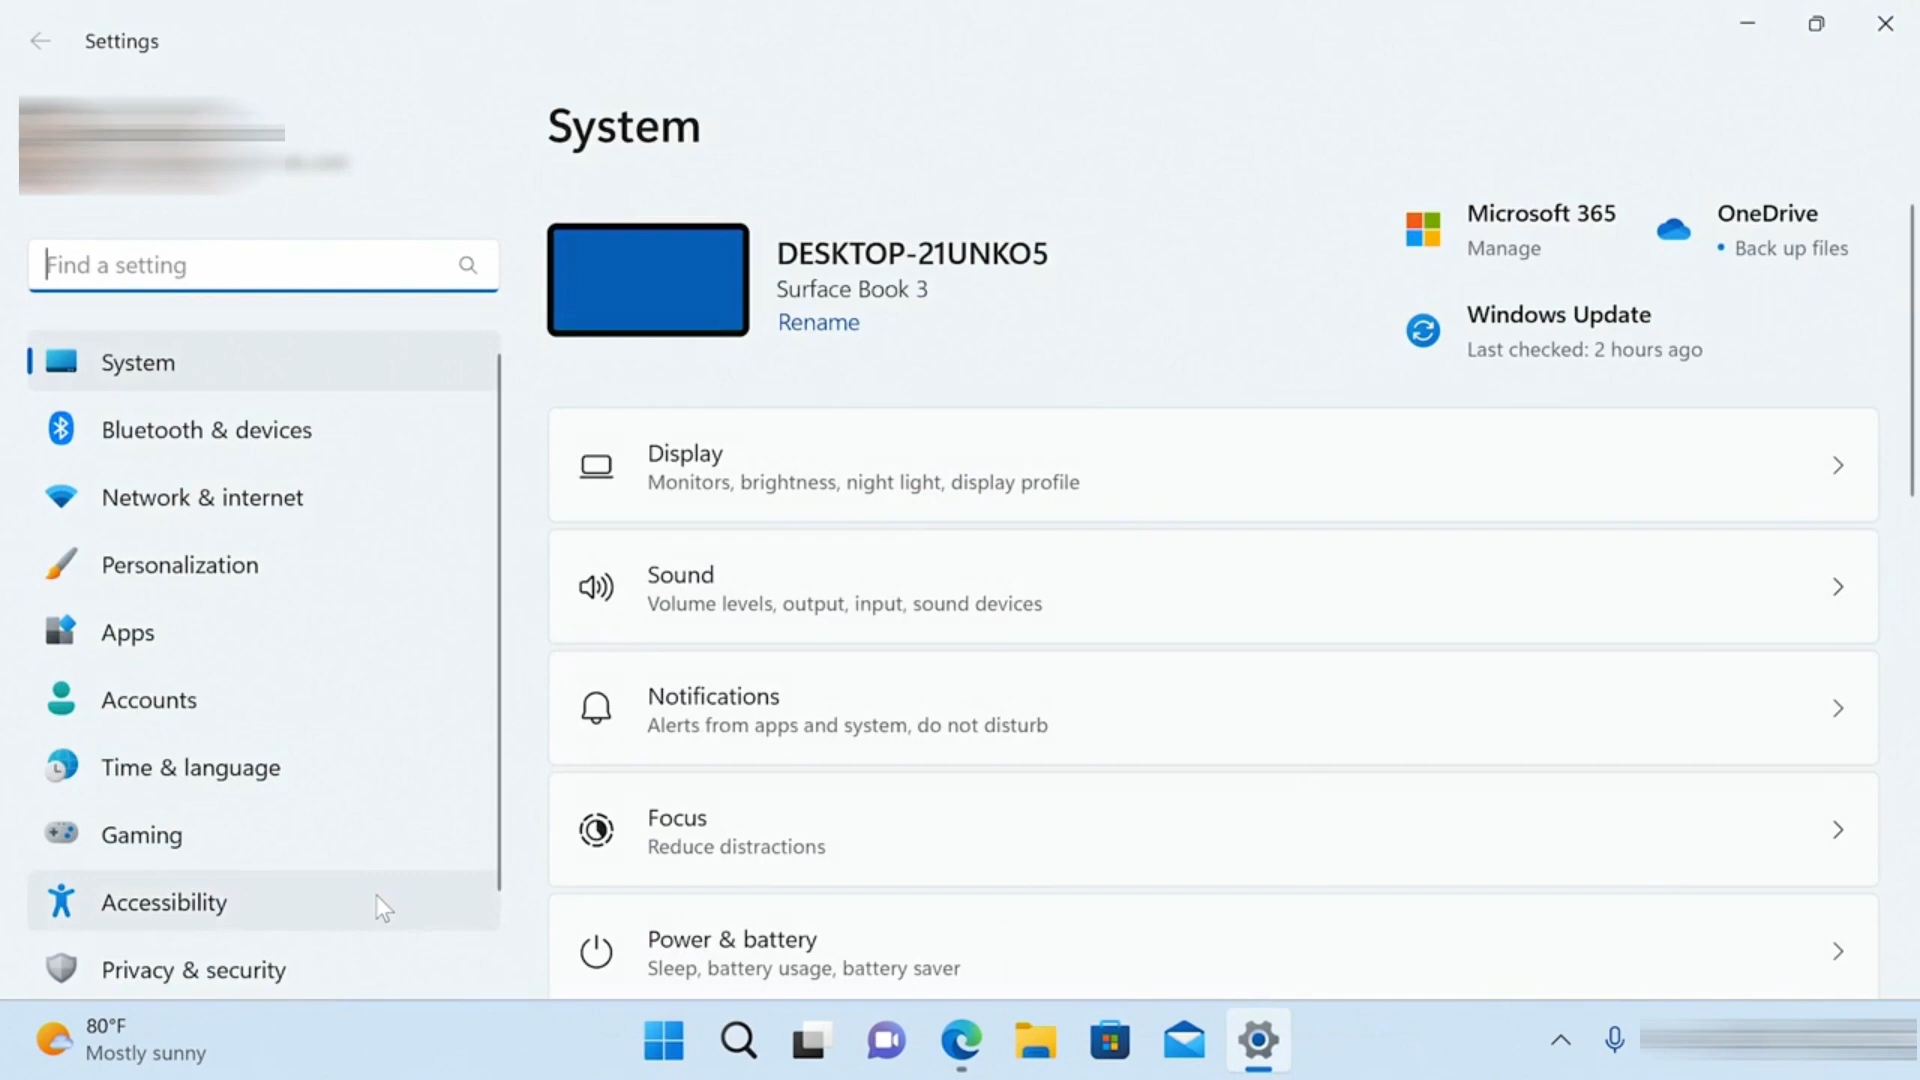 Settings
System
DESKTOP-21UNKO5
Surface Book 3
Rename
Microsoft 365
Manage
OneDrive
• Back up files
Windows Update
Last checked: 2 hours ago
Find a setting
System
Bluetooth & devices
Network & internet
Personalization
Apps
Accounts
Time & language
Gaming
Accessibility
Privacy & security
Display
Monitors, brightness, night light, display profile
Sound
Volume levels, output, input, sound devices
Notifications
Alerts from apps and system, do not disturb
Focus
Reduce distractions
Power & battery
Sleep, battery usage, battery saver
80°F
Mostly sunny